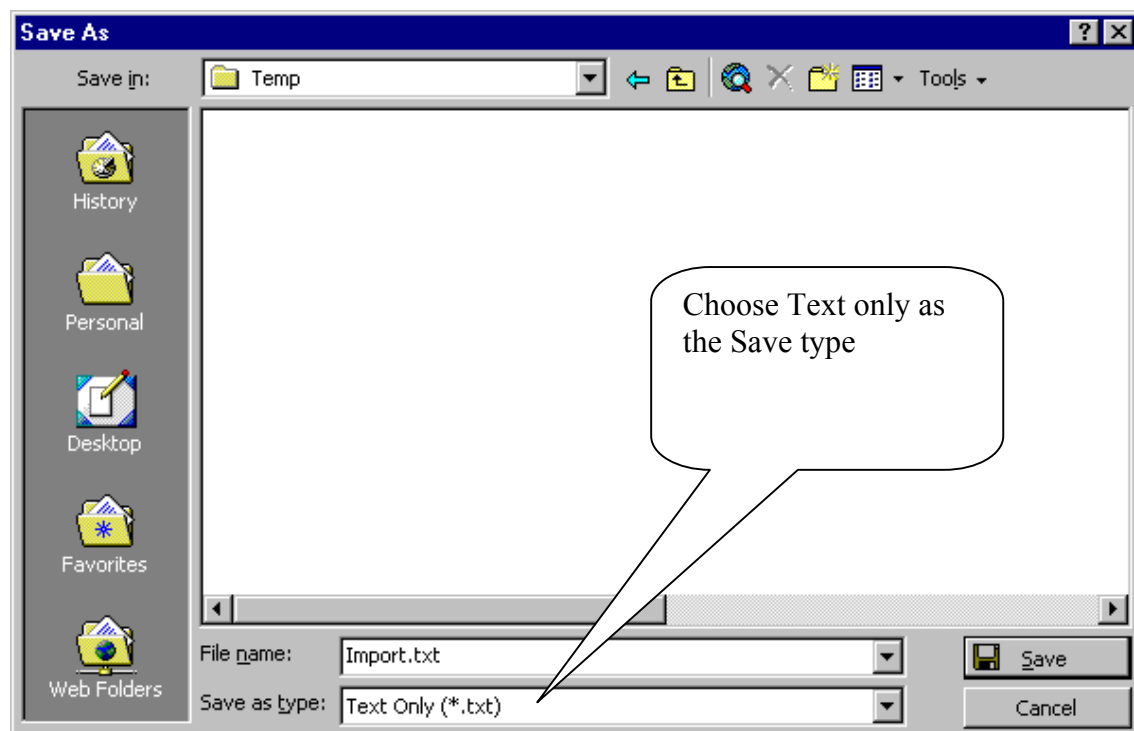 Save As
Save in:
Temp
Tools
History
Personal
Desktop
Favorites
Web Folders
Choose Text only as
the Save type
File name:
Import.txt
Save
Save as type:
Text Only (*.txt)
Cancel